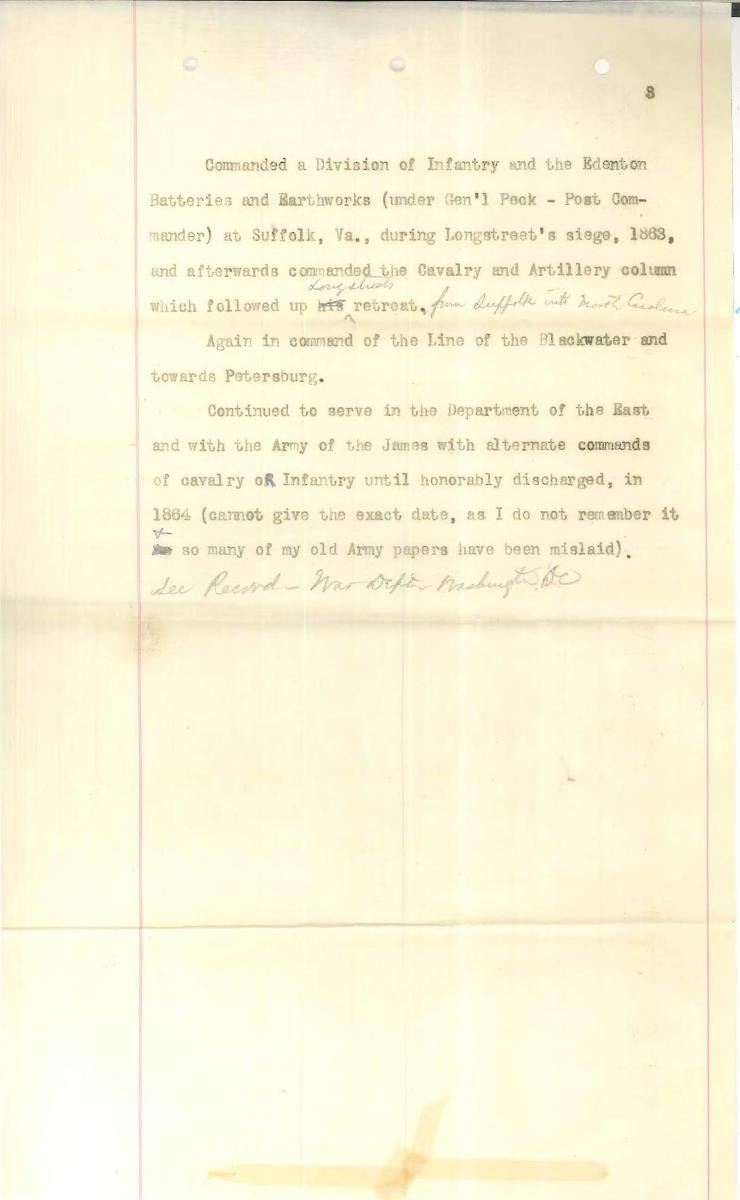 3
Commanded a Division of Infantry and the Edenton
Batteries and Earthworks (under Gen'l Peck - Post Com-
mander) at Suffolk, Va., during Longstreet's siege, 1863,
and afterwards commanded the Cavalry and Artillery column
Longstreets
which followed up his retreat, from Suffolk into North Carolina
Again in command of the Line of the Blackwater and
towards Petersburg.
Continued to serve in the Department of the East
and with the Army of the James with alternate commands
of cavalry oR Infantry until honorably discharged, in
1864 (cannot give the exact date, as I do not remember it
so many of my old Army papers have been mislaid).
See Records War Dept Washington, DC